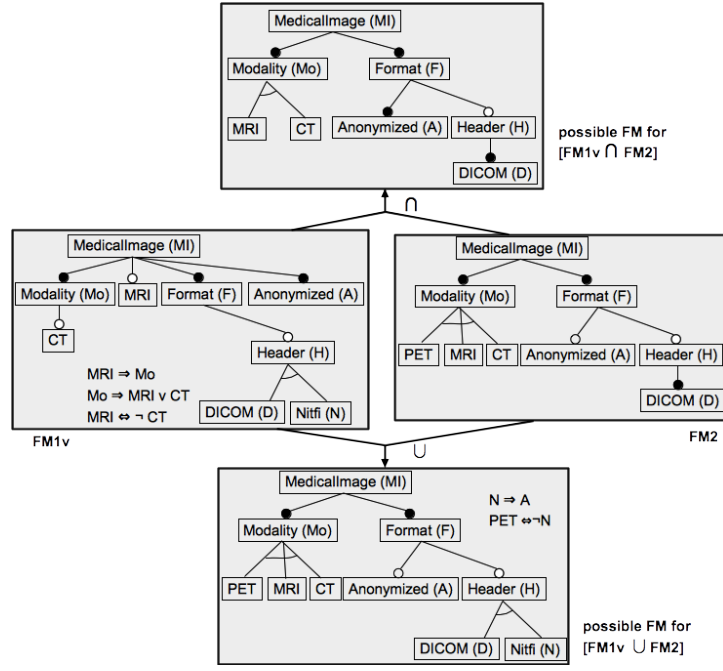 MedicalImage (MI)
Modality (Mo)
Format (F)
MRI
CT
Anonymized (A)
Header (H)
DICOM (D)
possible FM for
[FM1v ∩ FM2]
∩
MedicalImage (MI)
Modality (Mo)
MRI
Format (F)
Anonymized (A)
CT
Header (H)
MRI ⇒ Mo
Mo ⇒ MRI v CT
MRI ⇔ ¬ CT
DICOM (D)
Nitfi (N)
FM1v
MedicalImage (MI)
Modality (Mo)
Format (F)
PET
MRI
CT
Anonymized (A)
Header (H)
DICOM (D)
FM2
∪
MedicalImage (MI)
N ⇒ A
PET ⇔¬N
Modality (Mo)
Format (F)
PET
MRI
CT
Anonymized (A)
Header (H)
DICOM (D)
Nitfi (N)
possible FM for
[FM1v ∪ FM2]